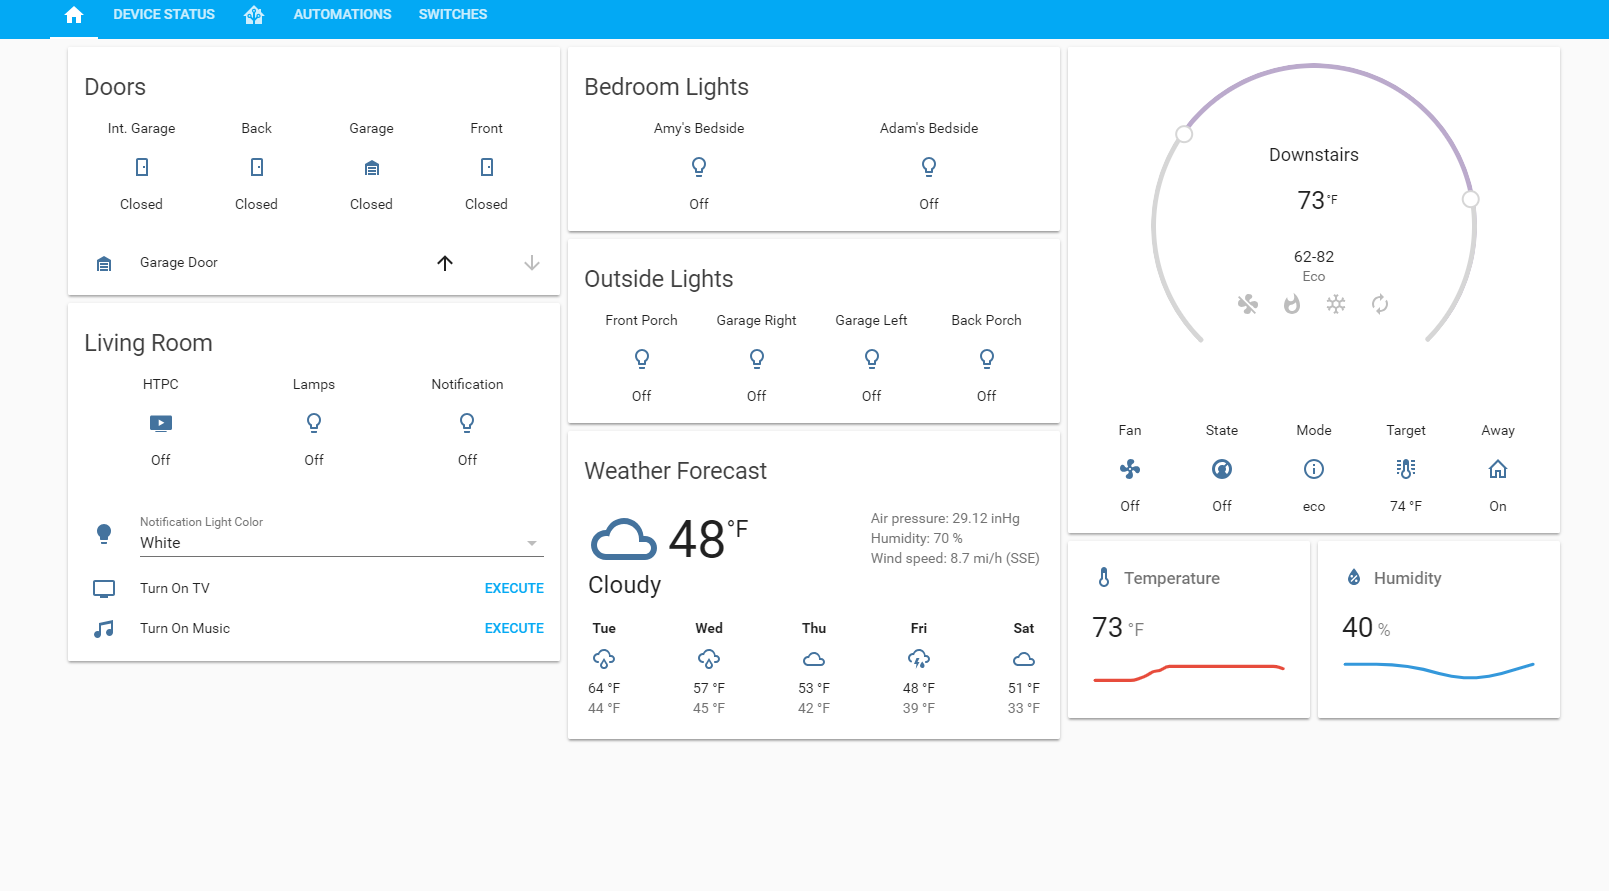 DEVICE STATUS AUTOMATIONS SWITCHES
Doors
Int. Garage Back Garage Front
Closed Closed Closed Closed
Garage Door
Living Room
HTPC Lamps Notification
Off Off Off
Notification Light Color
White
Turn On TV EXECUTE
Turn On Music EXECUTE
Bedroom Lights
Amy's Bedside Adam's Bedside
Off Off
Outside Lights
Front Porch Garage Right Garage Left Back Porch
Off Off Off Off
Weather Forecast
48 °F
Cloudy
Air pressure: 29.12 inHg
Humidity: 70 %
Wind speed: 8.7 mi/h (SSE)
Tue Wed Thu Fri Sat
64 °F 57 °F 53 °F 48 °F 51 °F
44 °F 45 °F 42 °F 39 °F 33 °F
Downstairs
73 °F
62-82
Eco
Fan State Mode Target Away
Off Off eco 74 °F On
Temperature
73 °F
Humidity
40 %